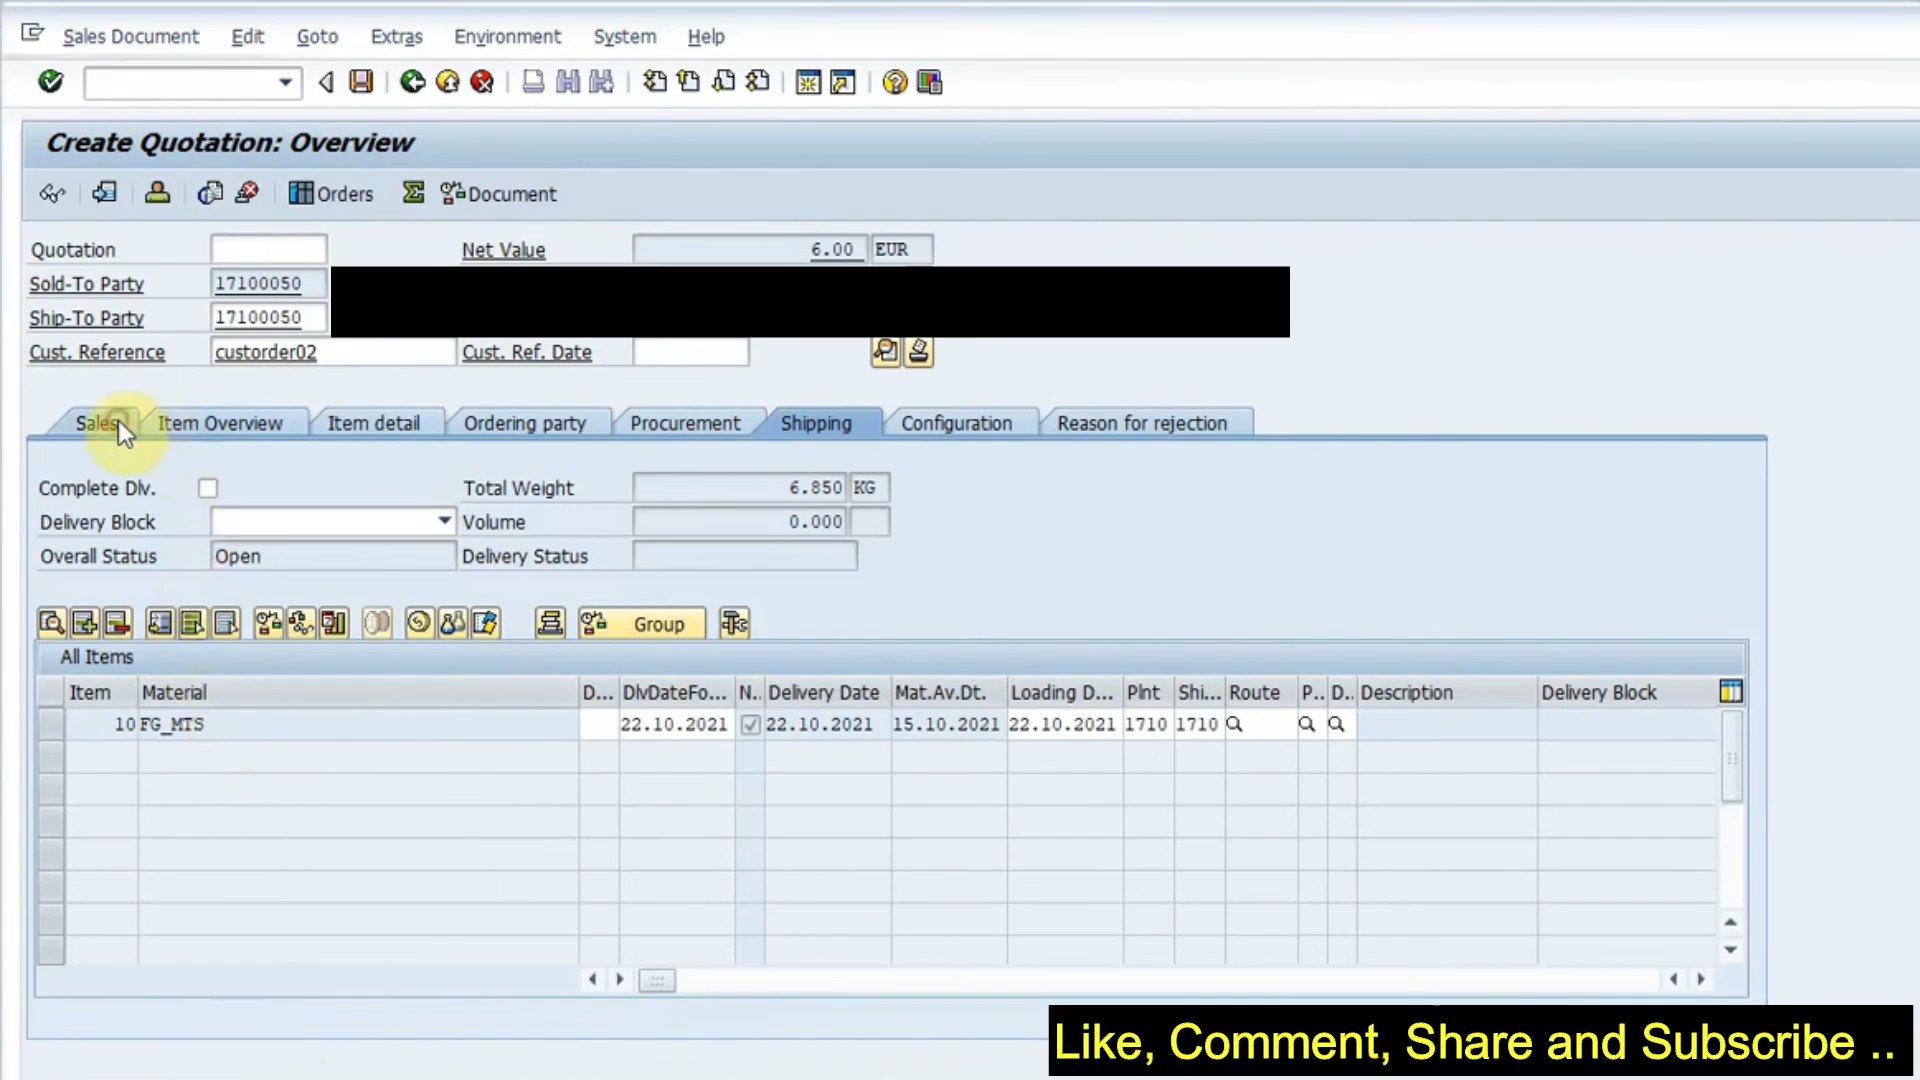 Sales Document Edit Goto Extras Environment System Help
Create Quotation: Overview
Orders Document
Quotation Net Value 6.00 EUR
Sold-To Party 17100050
Ship-To Party 17100050
Cust. Reference custorder02 Cust. Ref. Date
Sales Item Overview Item detail Ordering party Procurement Shipping Configuration Reason for rejection
Complete Dlv. Total Weight 6.850 KG
Delivery Block Volume 0.000
Overall Status Open Delivery Status
Group
All Items
Item Material D... DlvDateFo... N.. Delivery Date Mat.Av.Dt. Loading D... Plnt Shi... Route P.. D.. Description Delivery Block
10 FG_MTS 22.10.2021 22.10.2021 15.10.2021 22.10.2021 1710 1710
Like, Comment, Share and Subscribe ..